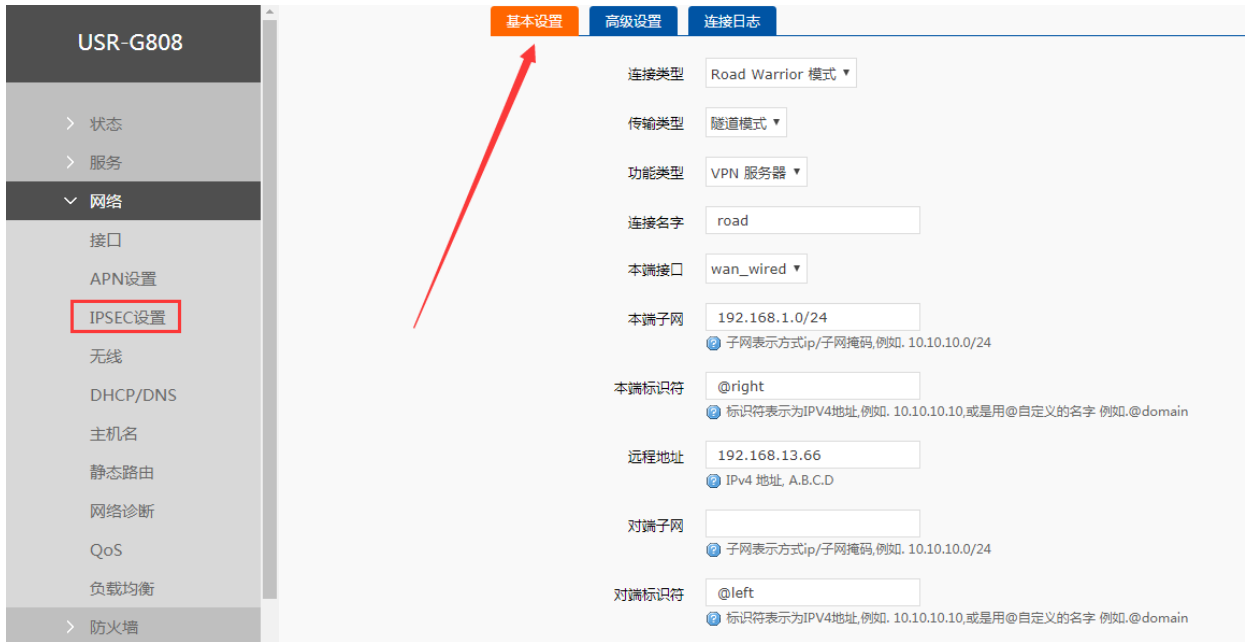 USR-G808
状态
服务
网络
接口
APN设置
IPSEC设置
无线
DHCP/DNS
主机名
静态路由
网络诊断
QoS
负载均衡
防火墙
基本设置 高级设置 连接日志
连接类型 Road Warrior 模式
传输类型 隧道模式
功能类型 VPN 服务器
连接名字 road
本端接口 wan_wired
本端子网 192.168.1.0/24
子网表示方式ip/子网掩码,例如. 10.10.10.0/24
本端标识符 @right
标识符表示为IPV4地址,例如. 10.10.10.10,或是用@自定义的名字 例如.@domain
远程地址 192.168.13.66
IPv4 地址, A.B.C.D
对端子网
子网表示方式ip/子网掩码,例如. 10.10.10.0/24
对端标识符 @left
标识符表示为IPV4地址,例如. 10.10.10.10,或是用@自定义的名字 例如.@domain